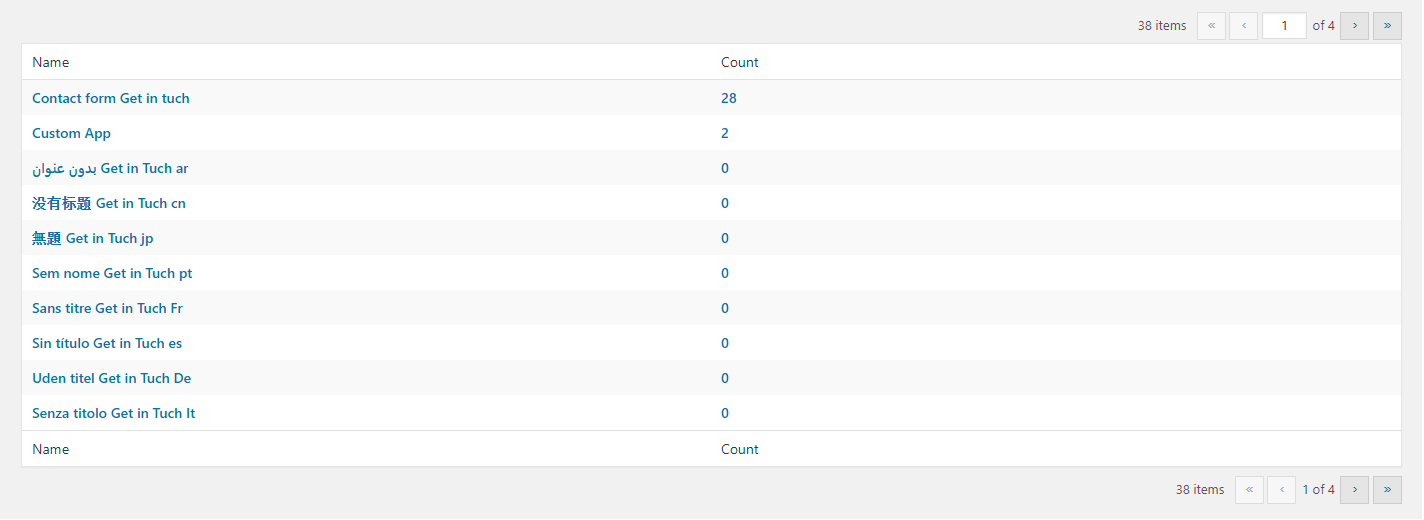 38 items « ‹ 1 of 4 › »
Name Count
Contact form Get in tuch 28
Custom App 2
بدون عنوان Get in Tuch ar 0
没有标题 Get in Tuch cn 0
無題 Get in Tuch jp 0
Sem nome Get in Tuch pt 0
Sans titre Get in Tuch Fr 0
Sin título Get in Tuch es 0
Uden titel Get in Tuch De 0
Senza titolo Get in Tuch It 0
Name Count
38 items « ‹ 1 of 4 › »